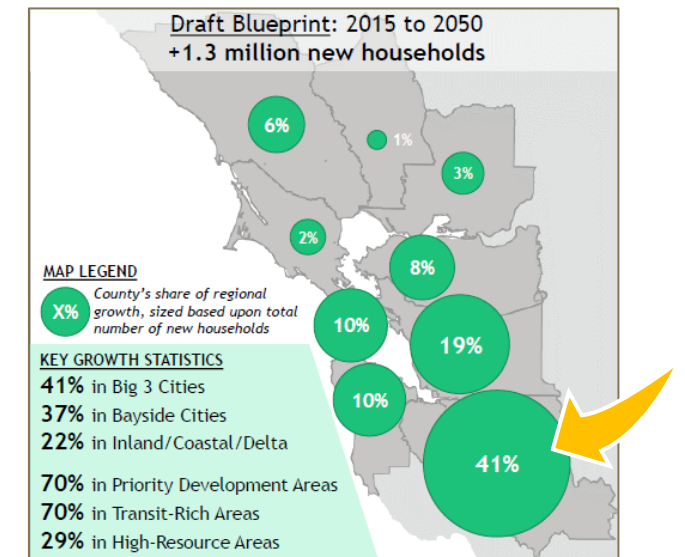 Draft Blueprint: 2015 to 2050
+1.3 million new households
6%
1%
3%
2%
8%
MAP LEGEND
X%
County's share of regional
growth, sized based upon total
number of new households
10%
19%
KEY GROWTH STATISTICS
41% in Big 3 Cities
37% in Bayside Cities
22% in Inland/Coastal/Delta
10%
41%
70% in Priority Development Areas
70% in Transit-Rich Areas
29% in High-Resource Areas